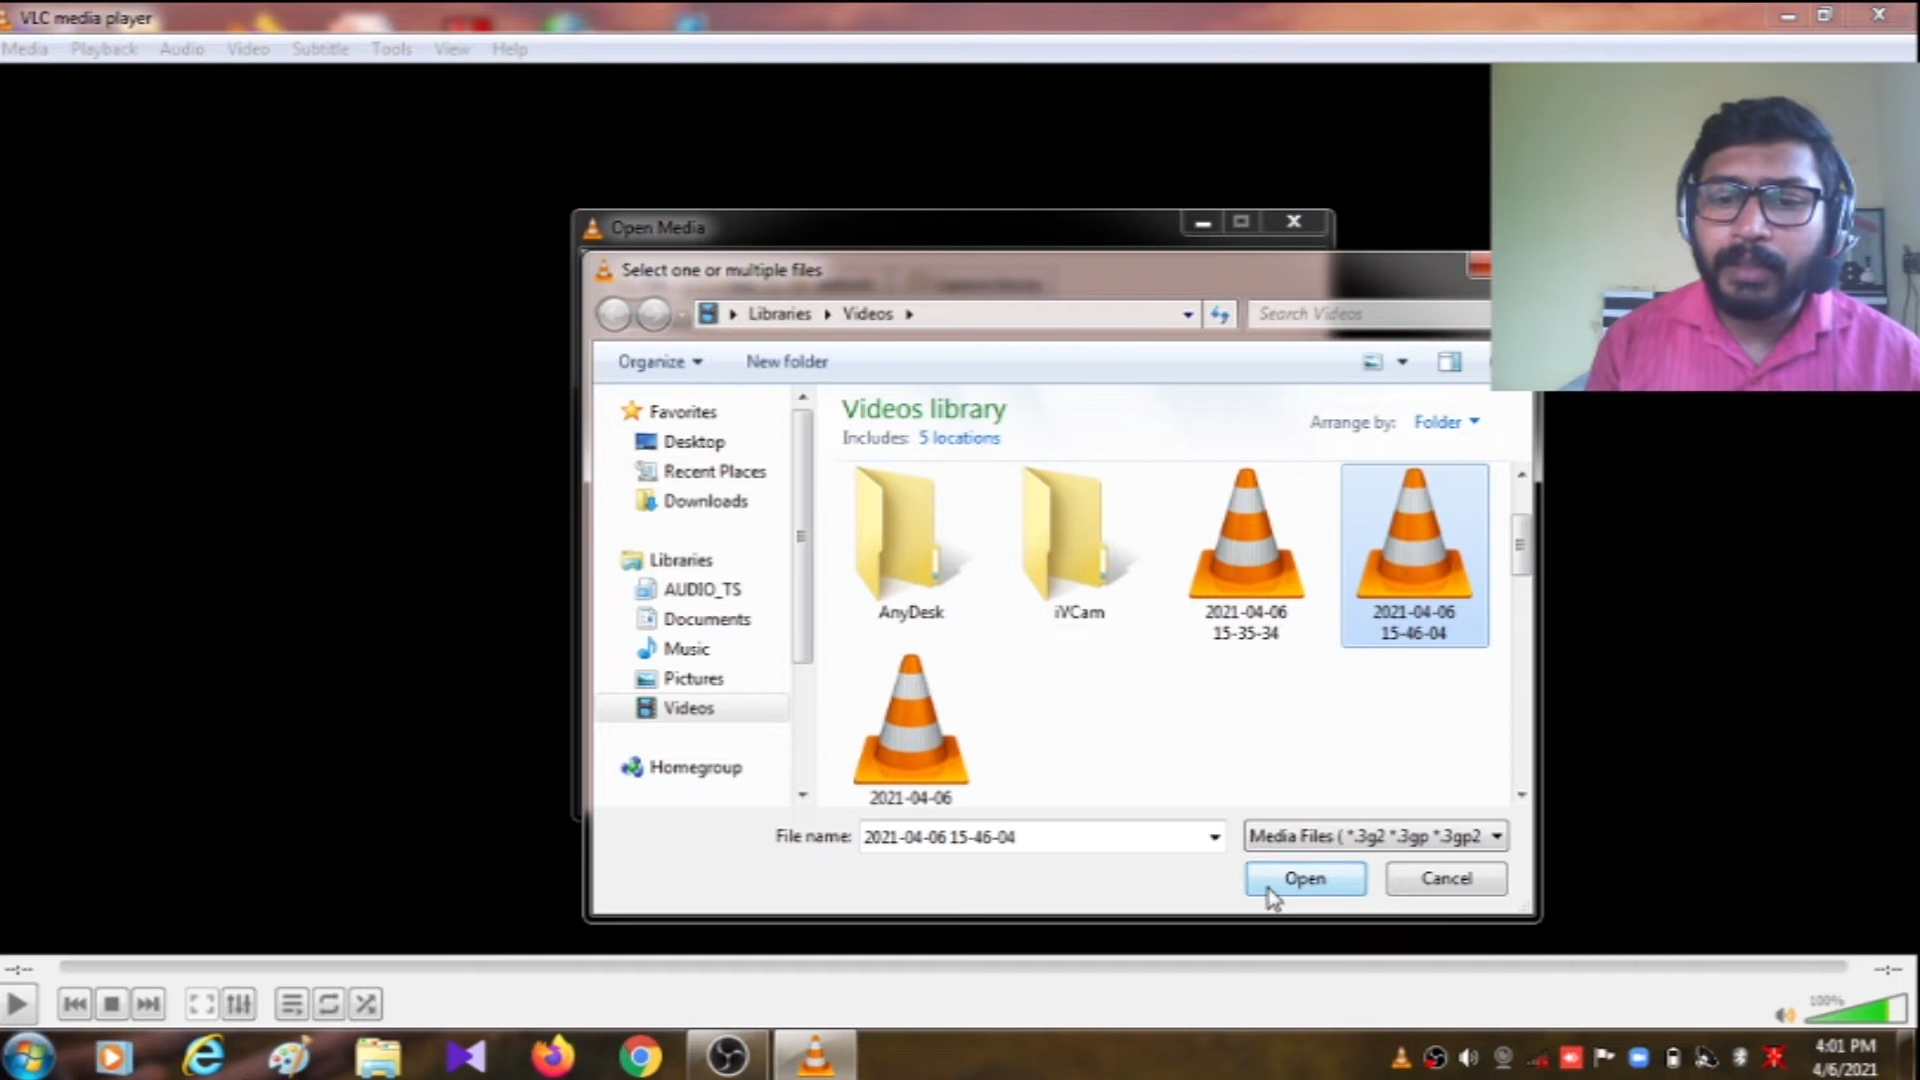 VLC media player
Media Playback Audio Video Subtitle Tools View Help
Open Media
Select one or multiple files
Libraries Videos
Search Videos
Organize New folder
Favorites
Desktop
Recent Places
Downloads
Libraries
AUDIO_TS
Documents
Music
Pictures
Videos
Homegroup
Videos library
Includes: 5 locations
Arrange by: Folder
AnyDesk
iVCam
2021-04-06
15-35-34
2021-04-06
15-46-04
2021-04-06
File name: 2021-04-06 15-46-04
Media Files ( *.3g2 *.3gp *.3gp2
Open Cancel
--:-- --:--
100%
4:01 PM
4/6/2021